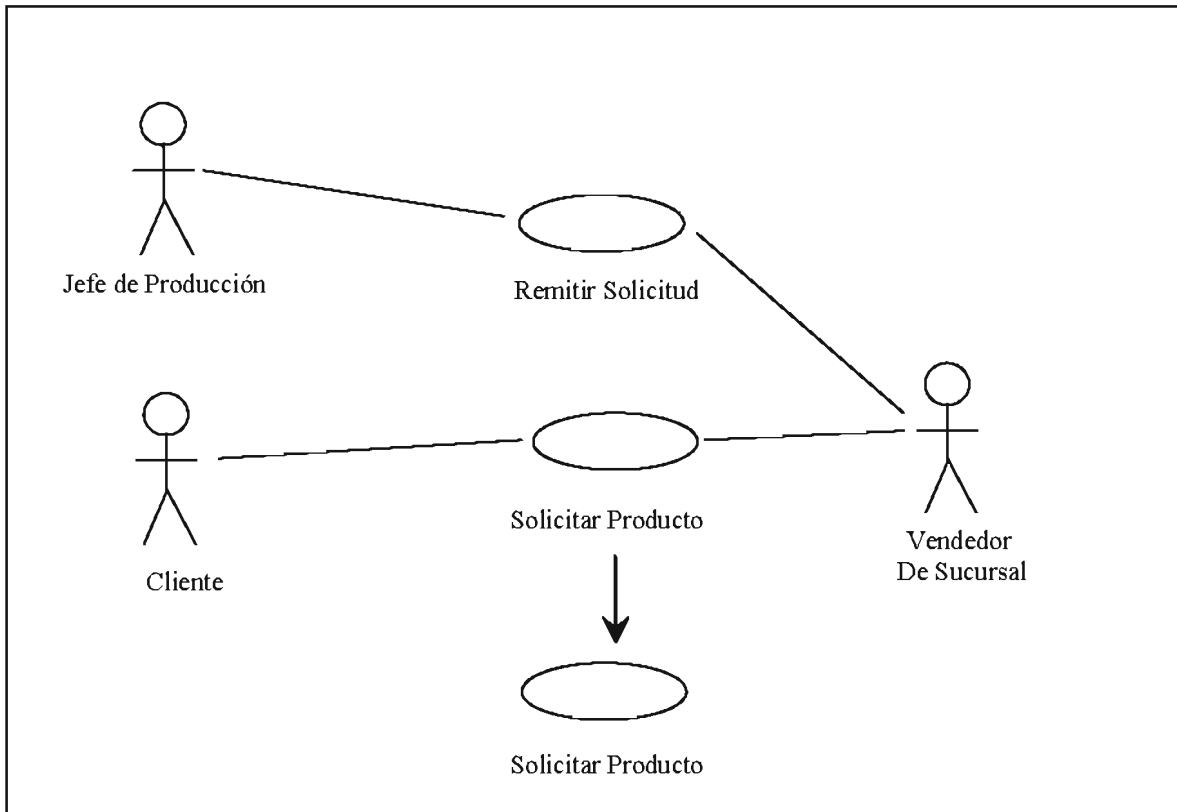 Jefe de Producción
Remitir Solicitud
Solicitar Producto
Vendedor
De Sucursal
Cliente
Solicitar Producto